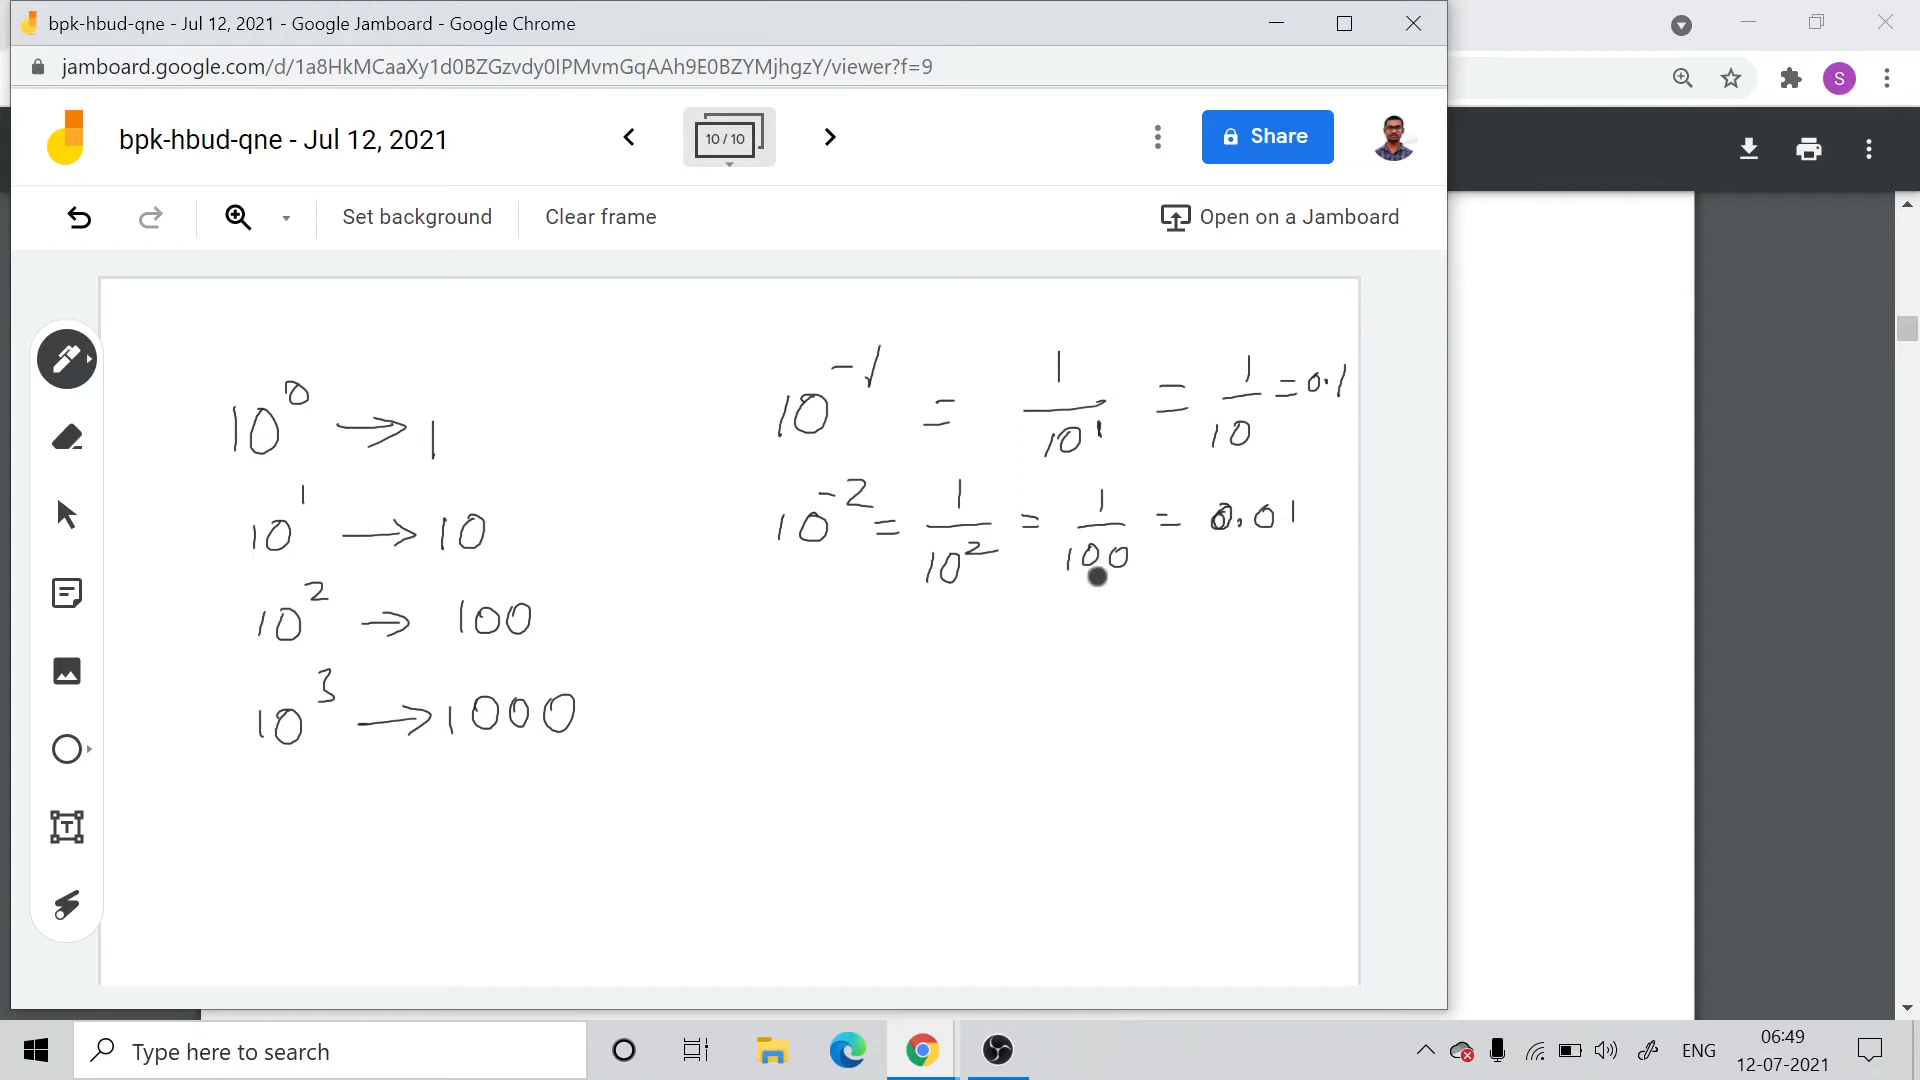 bpk-hbud-qne - Jul 12, 2021 - Google Jamboard - Google Chrome
jamboard.google.com/d/1a8HkMCaaXy1d0BZGzvdy0IPMvmGqAAh9E0BZYMjhgzY/viewer?f=9
S
bpk-hbud-qne - Jul 12, 2021
10 / 10
Share
Set background
Clear frame
Open on a Jamboard
10⁰ → 1
10¹ → 10
10² → 100
10³ → 1000
10⁻¹ = 1/10¹ = 1/10 = 0.1
10⁻² = 1/10² = 1/100 = 0.01
Type here to search
ENG
06:49
12-07-2021